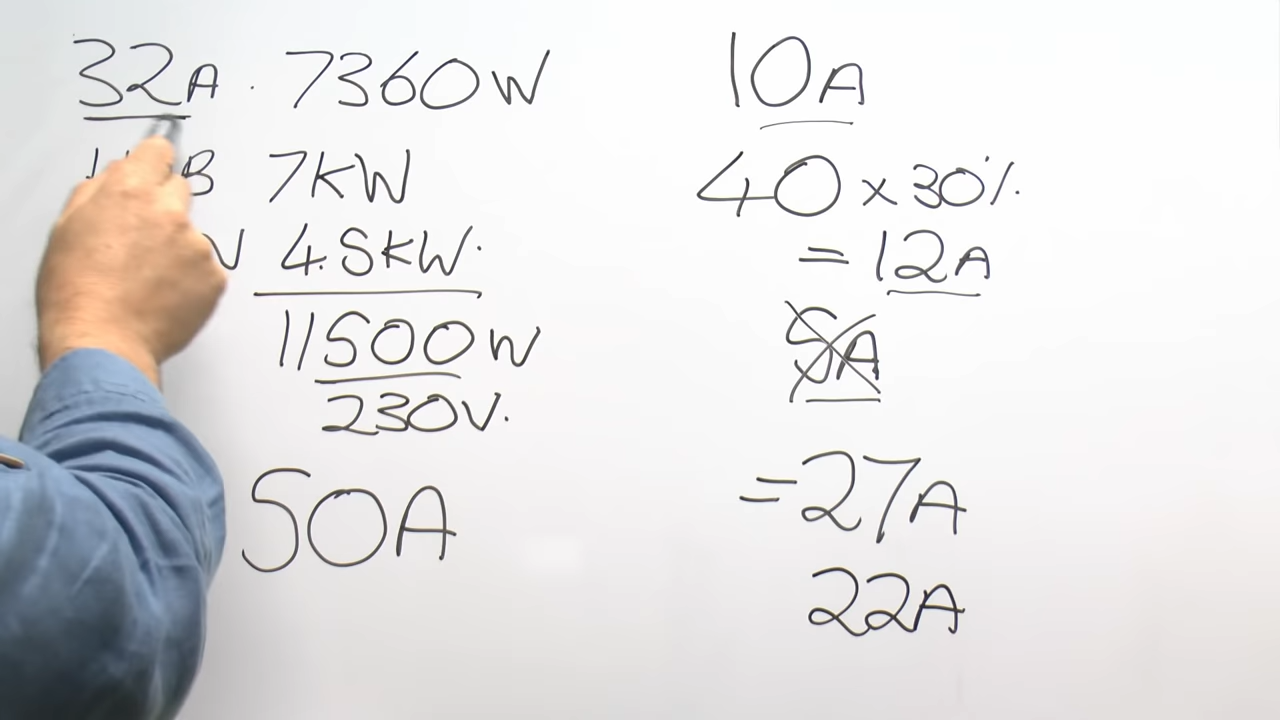 32A · 7360W
7KW
4.5KW.
11500W
230V.
50A
10A
40 x 30%
= 12A
5A
= 27A
22A